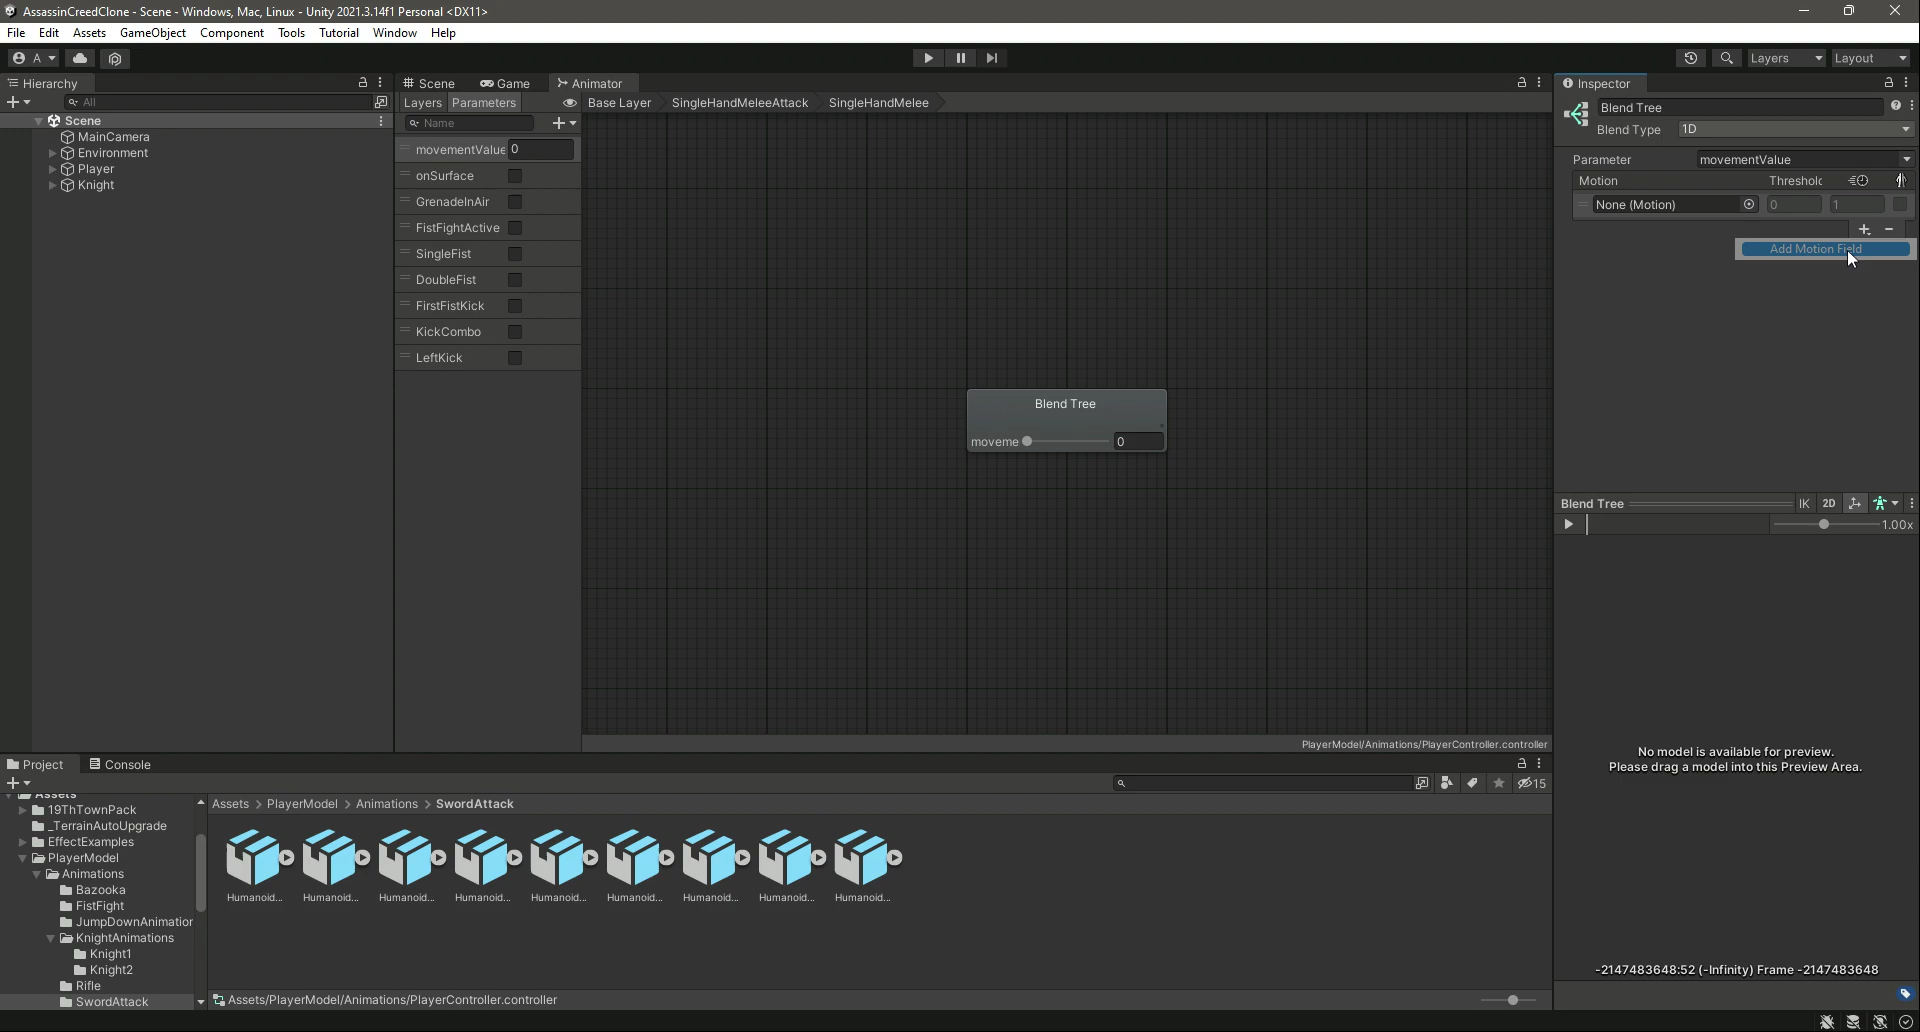 AssassinCreedClone - Scene - Windows, Mac, Linux - Unity 2021.3.14f1 Personal <DX11>
File Edit Assets GameObject Component Tools Tutorial Window Help
A
Layers Layout
Hierarchy
Scene Game Animator
Inspector
All
Layers Parameters
Base Layer SingleHandMeleeAttack SingleHandMelee
Name
Scene
MainCamera
Environment
Player
Knight
movementValue 0
onSurface
GrenadeInAir
FistFightActive
SingleFist
DoubleFist
FirstFistKick
KickCombo
LeftKick
Blend Tree
moveme 0
PlayerModel/Animations/PlayerController.controller
Blend Tree
Blend Type 1D
Parameter movementValue
Motion Threshold
None (Motion) 0 1
Add Motion Field
Blend Tree IK 2D
1.00x
No model is available for preview.
Please drag a model into this Preview Area.
-2147483648:52 (-Infinity) Frame -2147483648
Project Console
15
Assets
19ThTownPack
_TerrainAutoUpgrade
EffectExamples
PlayerModel
Animations
Bazooka
FistFight
JumpDownAnimation
KnightAnimations
Knight1
Knight2
Rifle
SwordAttack
Assets > PlayerModel > Animations > SwordAttack
Humanoid... Humanoid... Humanoid... Humanoid... Humanoid... Humanoid... Humanoid... Humanoid... Humanoid...
Assets/PlayerModel/Animations/PlayerController.controller